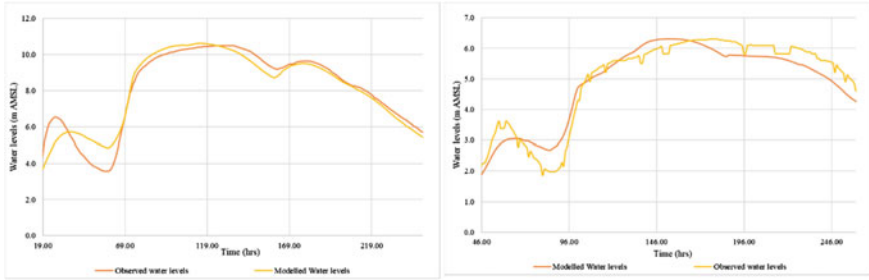 12.0
10.0
8.0
6.0
4.0
2.0
0.0
Water levels (m AMSL)
19.00 69.00 119.00 169.00 219.00
Time (hrs)
Observed water levels Modelled Water levels
7.0
6.0
5.0
4.0
3.0
2.0
1.0
0.0
Water levels (m AMSL)
46.00 96.00 146.00 196.00 246.00
Time (hrs)
Modelled Water levels Observed Water levels